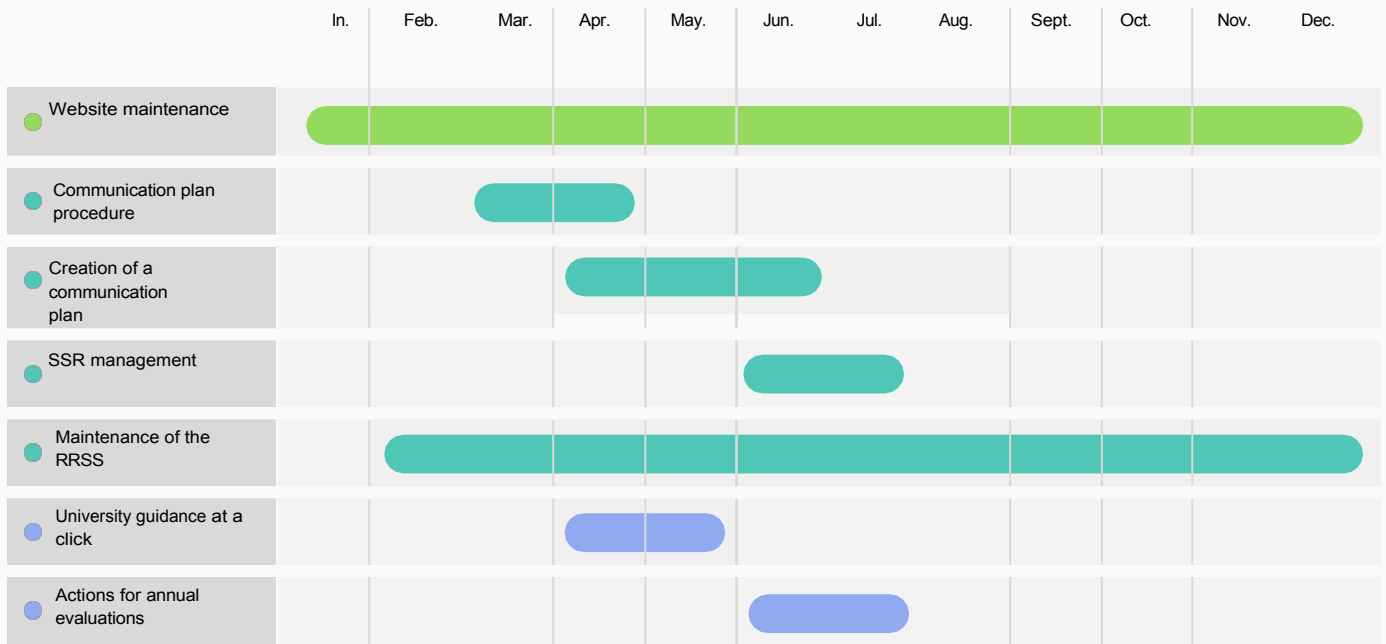 In. Feb. Mar. Apr. May. Jun. Jul. Aug. Sept. Oct. Nov. Dec.
Website maintenance
Communication plan
procedure
Creation of a
communication
plan
SSR management
Maintenance of the
RRSS
University guidance at a
click
Actions for annual
evaluations